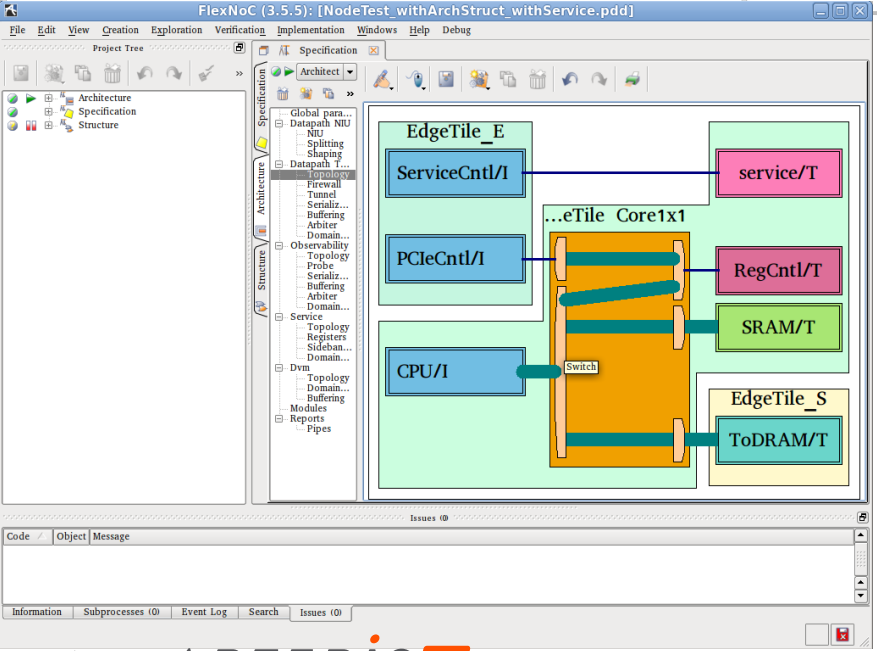 FlexNoC (3.5.5): [NodeTest_withArchStruct_withService.pdd]
File Edit View Creation Exploration Verification Implementation Windows Help Debug
Project Tree
Specification
»
Architecture
Specification
Structure
Specification
Architecture
Structure
Architect
»
Global para...
Datapath NIU
NIU
Splitting
Shaping
Datapath T...
Topology
Firewall
Tunnel
Serializ...
Buffering
Arbiter
Domain...
Observability
Topology
Probe
Serializ...
Buffering
Arbiter
Domain...
Service
Topology
Registers
Sideban...
Domain...
Dvm
Topology
Domain...
Buffering
Modules
Reports
Pipes
EdgeTile_E
ServiceCntl/I
service/T
...eTile Core1x1
PCIeCntl/I
RegCntl/T
SRAM/T
CPU/I
Switch
EdgeTile_S
ToDRAM/T
Issues (0)
Code Object Message
Information Subprocesses (0) Event Log Search Issues (0)